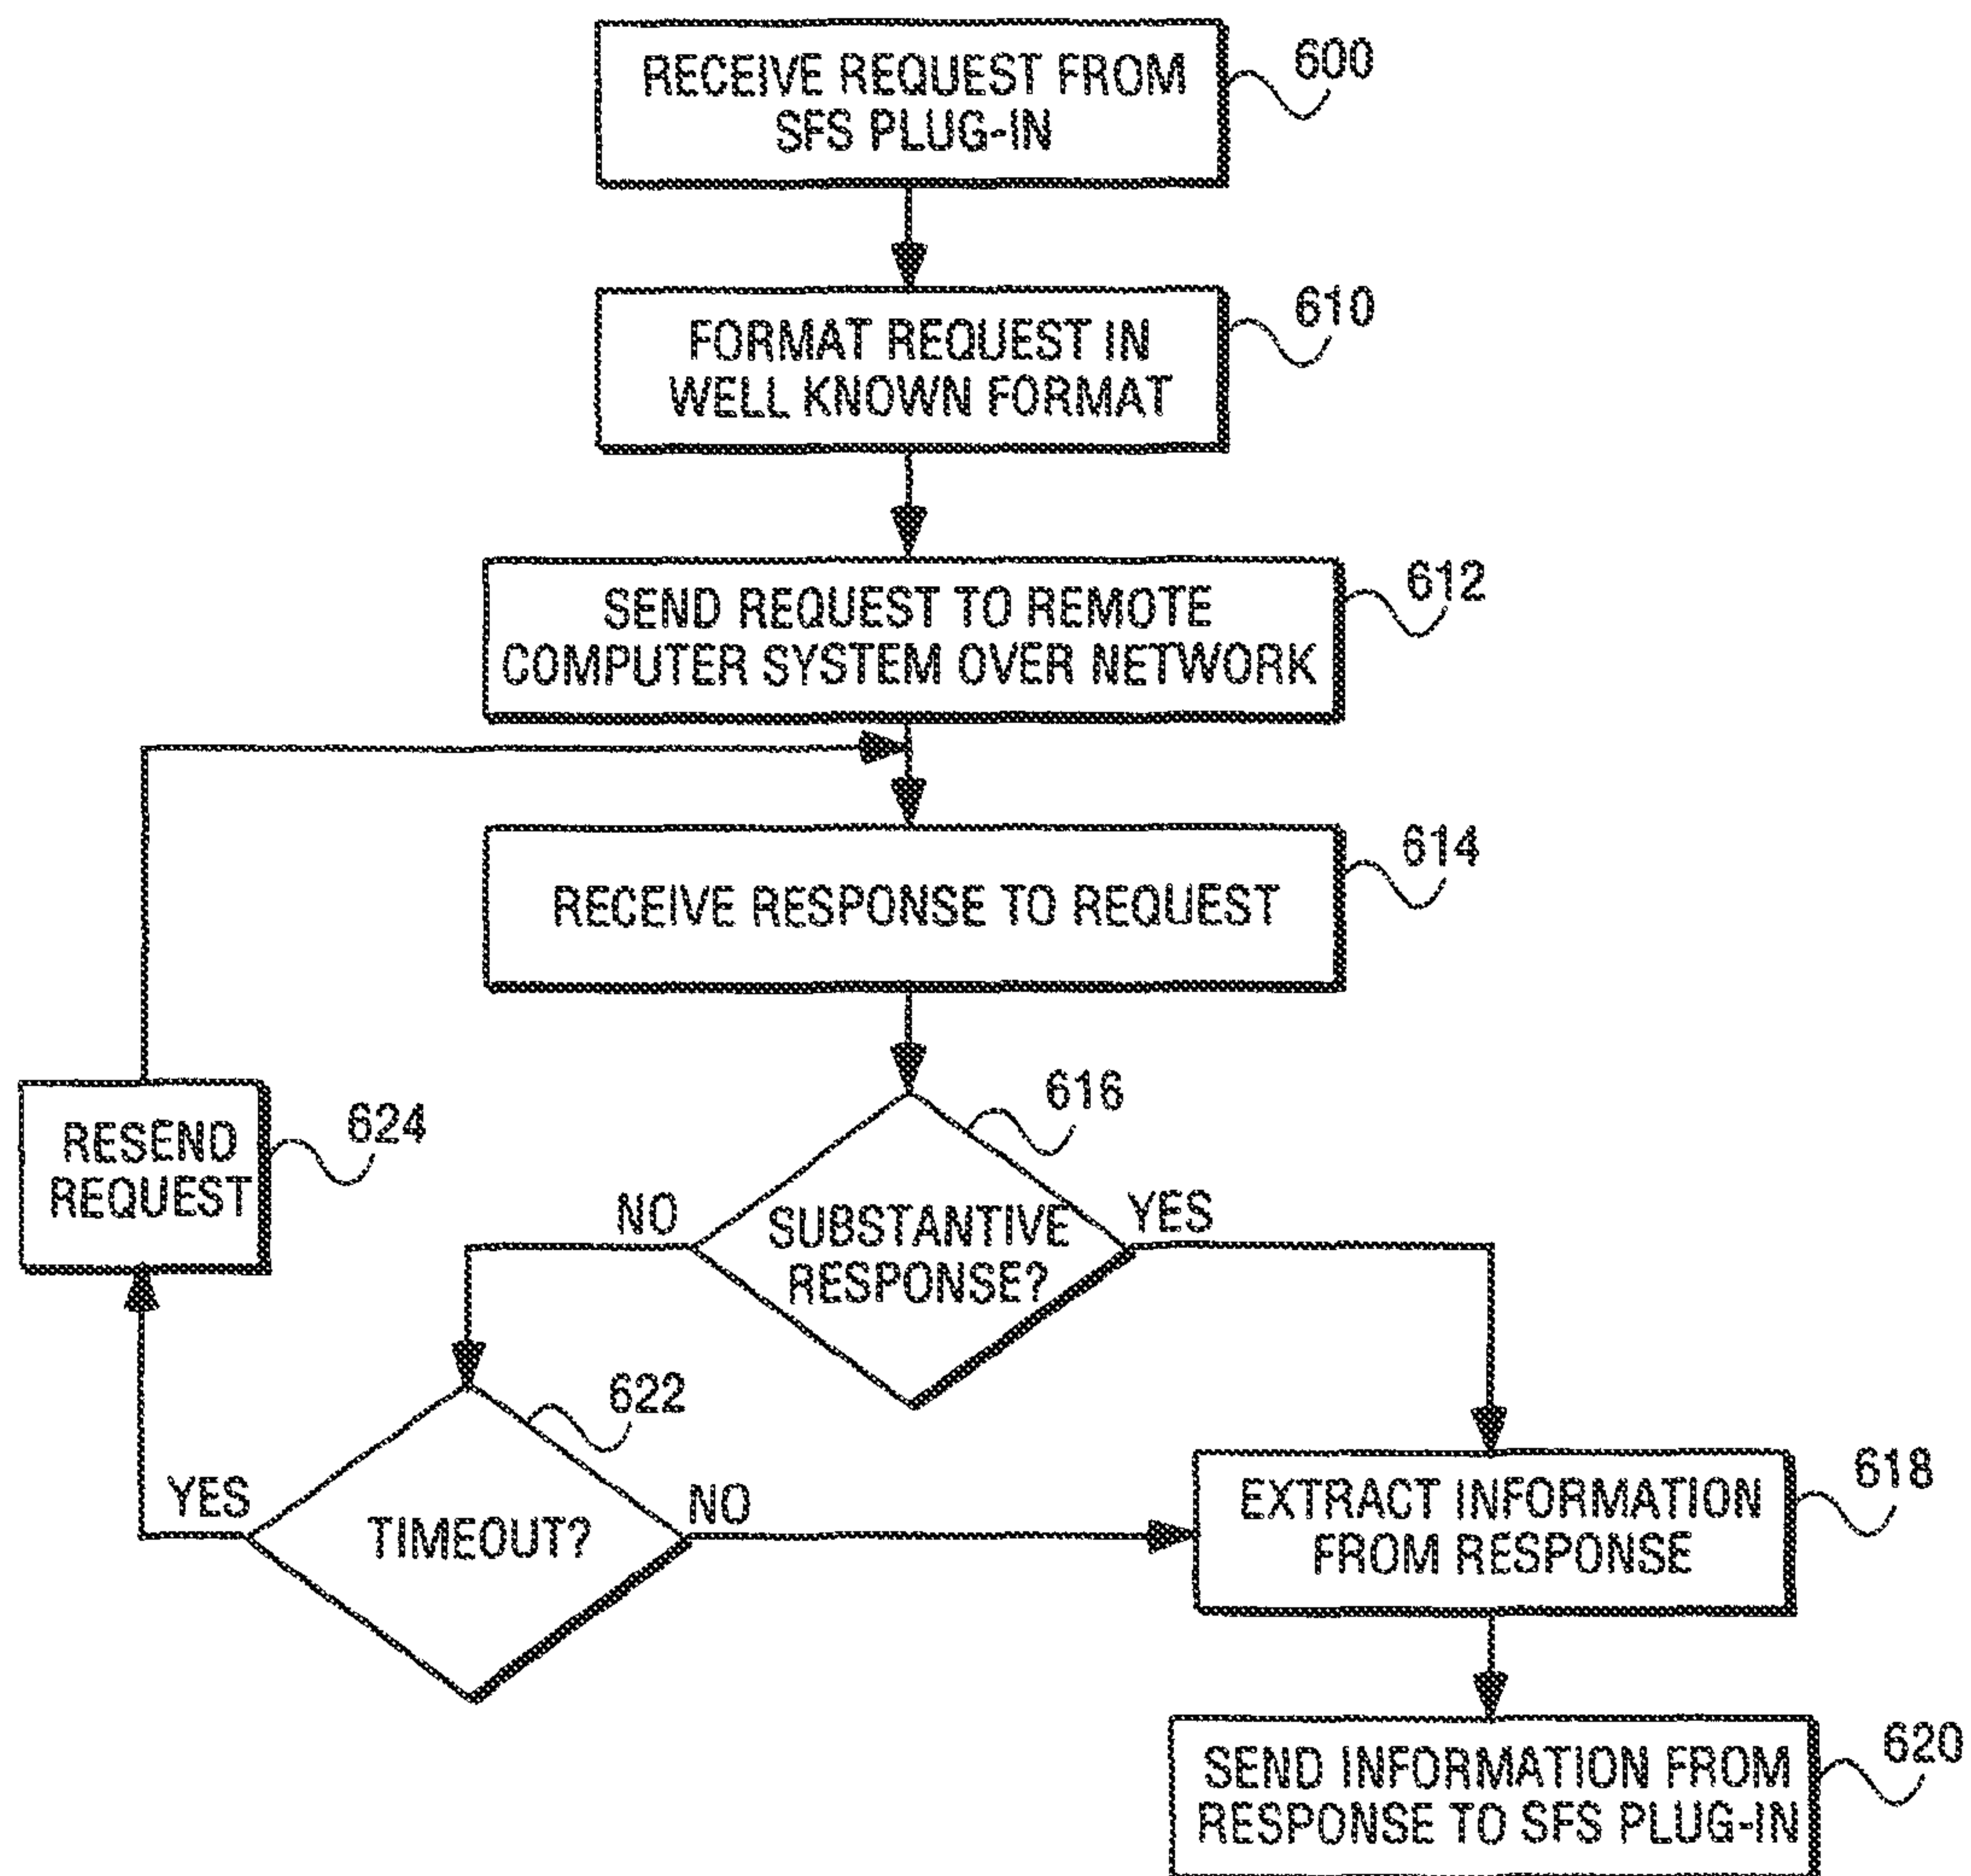 RECEIVE REQUEST FROM
SFS PLUG-IN
600
FORMAT REQUEST IN
WELL KNOWN FORMAT
610
SEND REQUEST TO REMOTE
COMPUTER SYSTEM OVER NETWORK
612
RECEIVE RESPONSE TO REQUEST
614
616
SUBSTANTIVE
RESPONSE?
NO
YES
RESEND
REQUEST
624
622
TIMEOUT?
YES
NO
EXTRACT INFORMATION
FROM RESPONSE
618
SEND INFORMATION FROM
RESPONSE TO SFS PLUG-IN
620